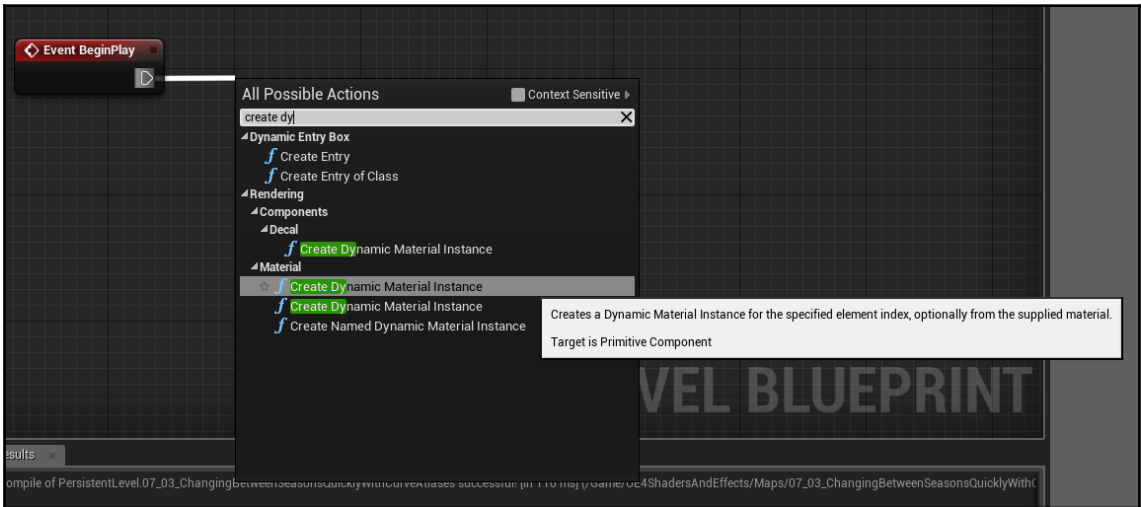 Event BeginPlay
All Possible Actions
Context Sensitive
create dy
Dynamic Entry Box
Create Entry
Create Entry of Class
Rendering
Components
Decal
Create Dynamic Material Instance
Material
Create Dynamic Material Instance
Create Dynamic Material Instance
Create Named Dynamic Material Instance
Creates a Dynamic Material Instance for the specified element index, optionally from the supplied material.
Target is Primitive Component
VEL BLUEPRINT
esults
ompile of PersistentLevel.07_03_ChangingBetweenSeasonsQuicklyWithCurveAtlases successful! [in 110 ms] (/Game/UE4ShadersAndEffects/Maps/07_03_ChangingBetweenSeasonsQuicklyWithC